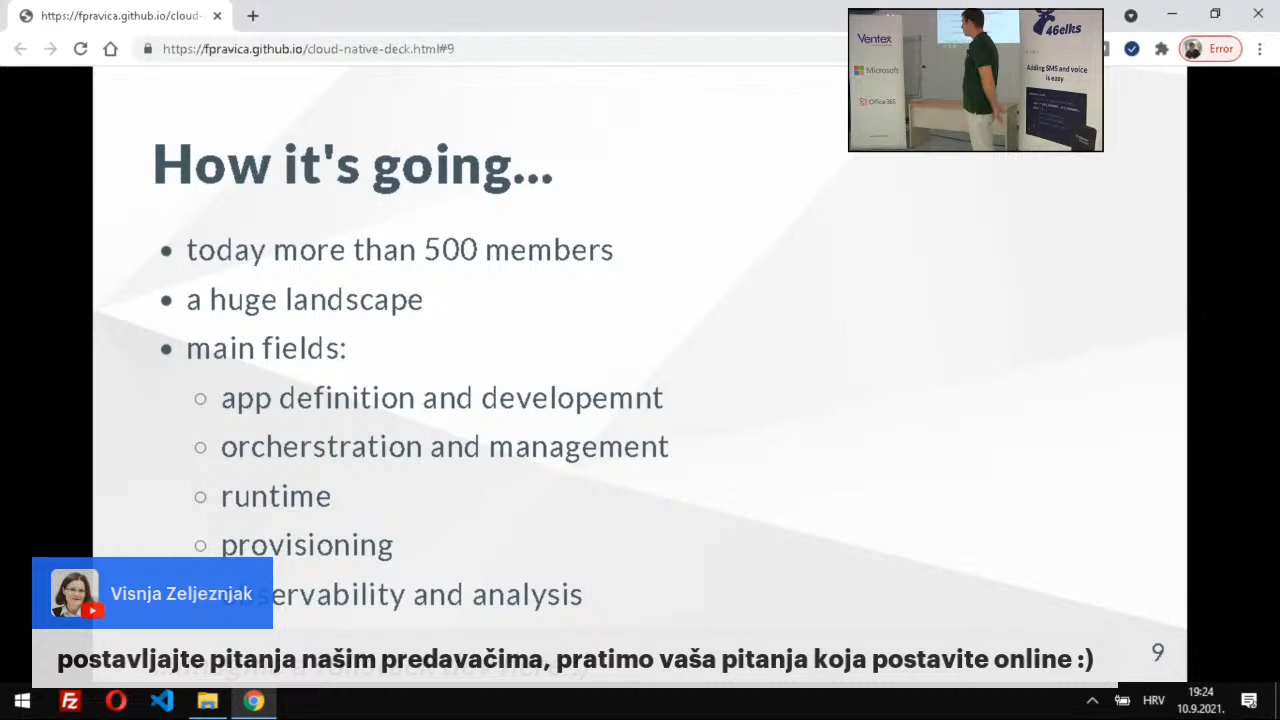 https://fpravica.github.io/cloud-
https://fpravica.github.io/cloud-native-deck.html#9
Error
Ventex
Microsoft
Office 365
46elks
Adding SMS and voice
is easy
How it's going...
today more than 500 members
a huge landscape
main fields:
app definition and developemnt
orcherstration and management
runtime
provisioning
observability and analysis
Visnja Zeljeznjak
postavljajte pitanja našim predavačima, pratimo vaša pitanja koja postavite online :)
9
HRV
19:24
10.9.2021.